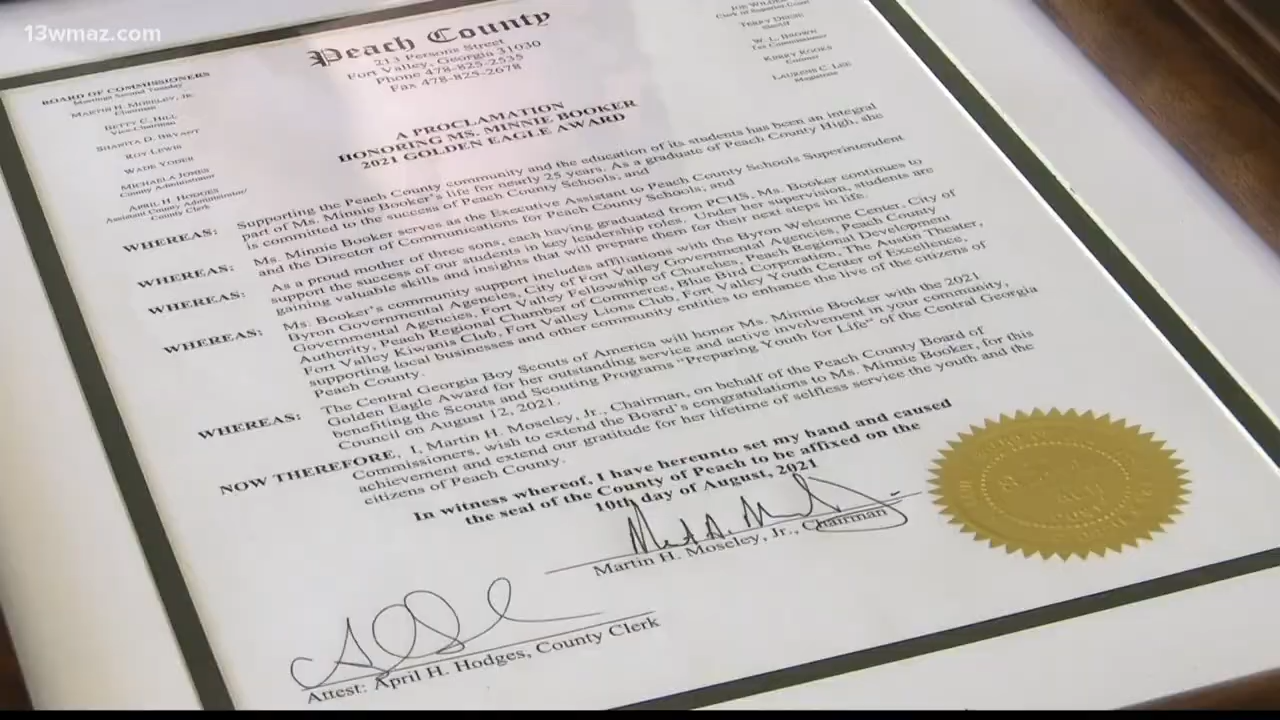 13wmaz.com
Peach County
213 Persons Street
Fort Valley, Georgia 31030
Phone 478-825-2535
Fax 478-825-2678
BOARD OF COMMISSIONERS
Meetings Second Tuesday
MARTIN H. MOSELEY, JR.
Chairman
BETTY C. HILL
Vice-Chairman
SHANITA D. BRYANT
ROY LEWIS
WADE YODER
MICHAELA JONES
County Administrator
APRIL H. HODGES
Assistant County Administrator/
County Clerk
JOE WILDER
Clerk of Superior Court
TERRY DEESE
Sheriff
W. L. BROWN
Tax Commissioner
KERRY ROOKS
Coroner
LAURENS C. LEE
Magistrate
A PROCLAMATION
HONORING MS. MINNIE BOOKER
2021 GOLDEN EAGLE AWARD
WHEREAS: Supporting the Peach County community and the education of its students has been an integral
part of Ms. Minnie Booker's life for nearly 25 years. As a graduate of Peach County High, she
is committed to the success of Peach County Schools; and
WHEREAS: Ms. Minnie Booker serves as the Executive Assistant to Peach County Schools Superintendent
and the Director of Communications for Peach County Schools; and
WHEREAS: As a proud mother of three sons, each having graduated from PCHS, Ms. Booker continues to
support the success of our students in key leadership roles. Under her supervision, students are
gaining valuable skills and insights that will prepare them for their next steps in life.
WHEREAS: Ms. Booker's community support includes affiliations with the Byron Welcome Center, City of
Byron Governmental Agencies, City of Fort Valley Governmental Agencies, Peach County
Governmental Agencies, Fort Valley Fellowship of Churches, Peach Regional Development
Authority, Peach Regional Chamber of Commerce, Blue Bird Corporation, The Austin Theater,
Fort Valley Kiwanis Club, Fort Valley Lions Club, Fort Valley Youth Center of Excellence,
supporting local businesses and other community entities to enhance the live of the citizens of
Peach County.
WHEREAS: The Central Georgia Boy Scouts of America will honor Ms. Minnie Booker with the 2021
Golden Eagle Award for her outstanding service and active involvement in your community,
benefiting the Scouts and Scouting Programs "Preparing Youth for Life" of the Central Georgia
Council on August 12, 2021.
NOW THEREFORE, I, Martin H. Moseley, Jr., Chairman, on behalf of the Peach County Board of
Commissioners, wish to extend the Board's congratulations to Ms. Minnie Booker, for this
achievement and extend our gratitude for her lifetime of selfless service the youth and the
citizens of Peach County.
In witness whereof, I have hereunto set my hand and caused
the seal of the County of Peach to be affixed on the
10th day of August, 2021
Martin H. Moseley, Jr., Chairman
Attest: April H. Hodges, County Clerk